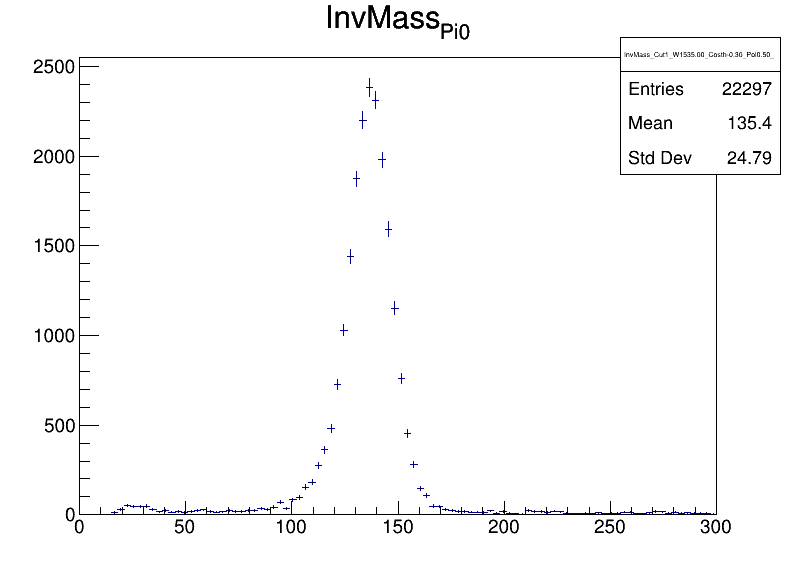 InvMass_Pi0
InvMass_Cut1_W1535.00_Costh-0.30_Pol0.50_
Entries 22297
Mean 135.4
Std Dev 24.79
2500
2000
1500
1000
500
0
0 50 100 150 200 250 300